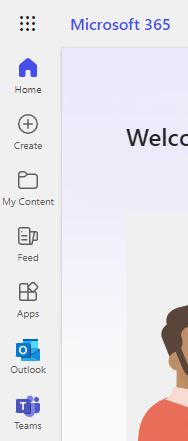 Microsoft 365
Home
Welco
Create
My Content
Feed
Apps
Outlook
Teams